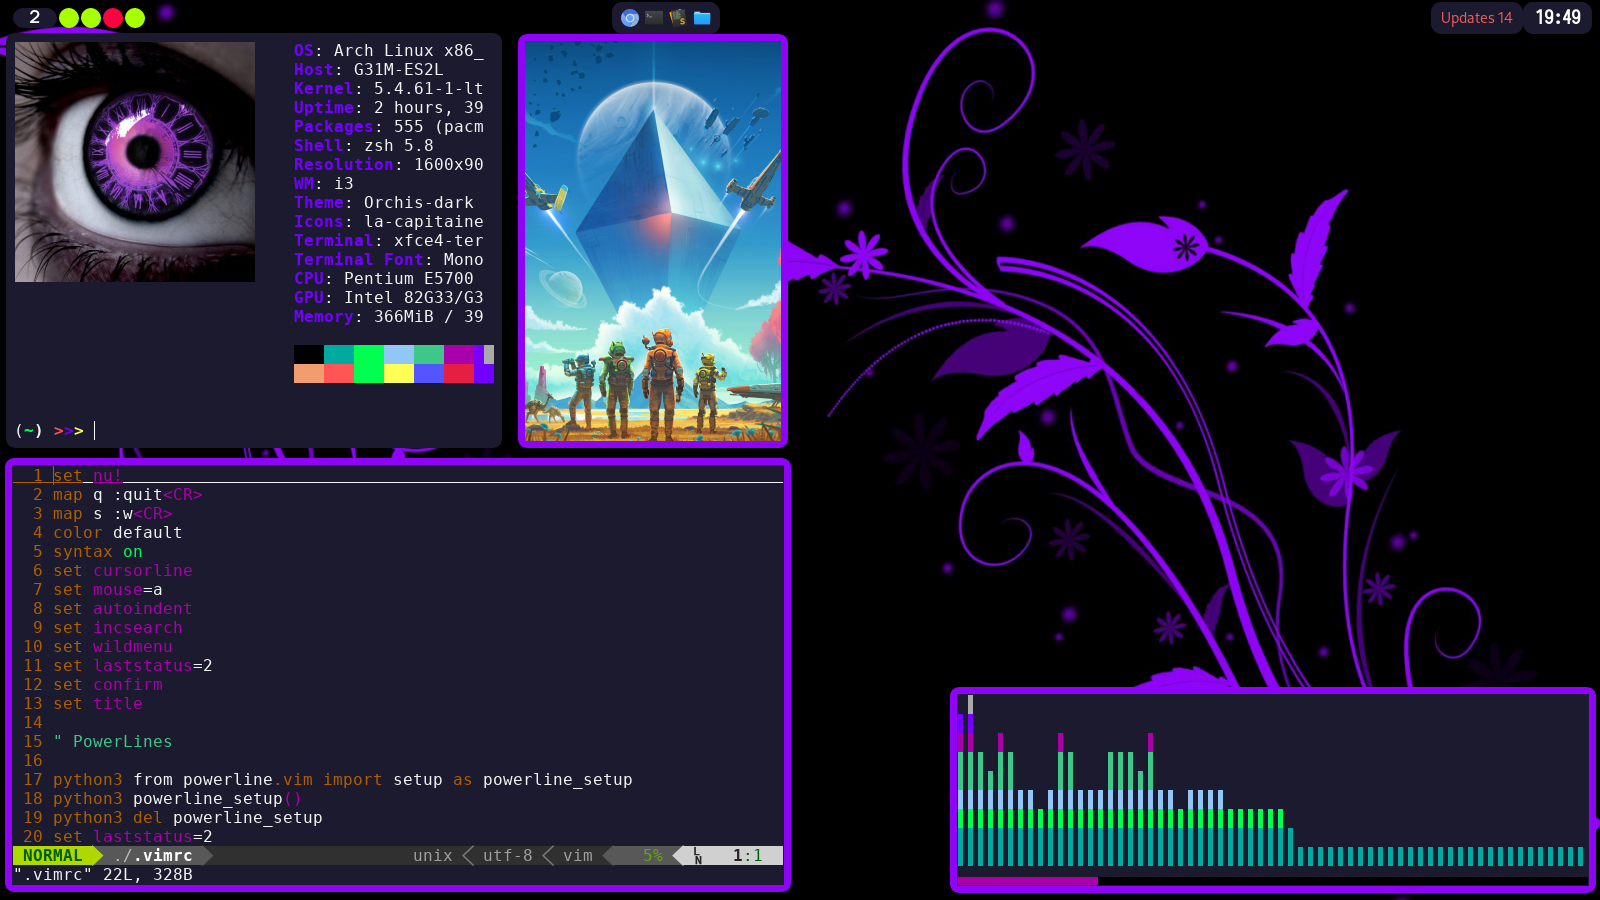 2
Updates 14
19:49
OS: Arch Linux x86_
Host: G31M-ES2L
Kernel: 5.4.61-1-lt
Uptime: 2 hours, 39
Packages: 555 (pacm
Shell: zsh 5.8
Resolution: 1600x90
WM: i3
Theme: Orchis-dark
Icons: la-capitaine
Terminal: xfce4-ter
Terminal Font: Mono
CPU: Pentium E5700
GPU: Intel 82G33/G3
Memory: 366MiB / 39
(~) >>>
1 set nu!
2 map q :quit<CR>
3 map s :w<CR>
4 color default
5 syntax on
6 set cursorline
7 set mouse=a
8 set autoindent
9 set incsearch
10 set wildmenu
11 set laststatus=2
12 set confirm
13 set title
14
15 " PowerLines
16
17 python3 from powerline.vim import setup as powerline_setup
18 python3 powerline_setup()
19 python3 del powerline_setup
20 set laststatus=2
NORMAL ./.vimrc unix utf-8 vim 5% LN 1:1
".vimrc" 22L, 328B